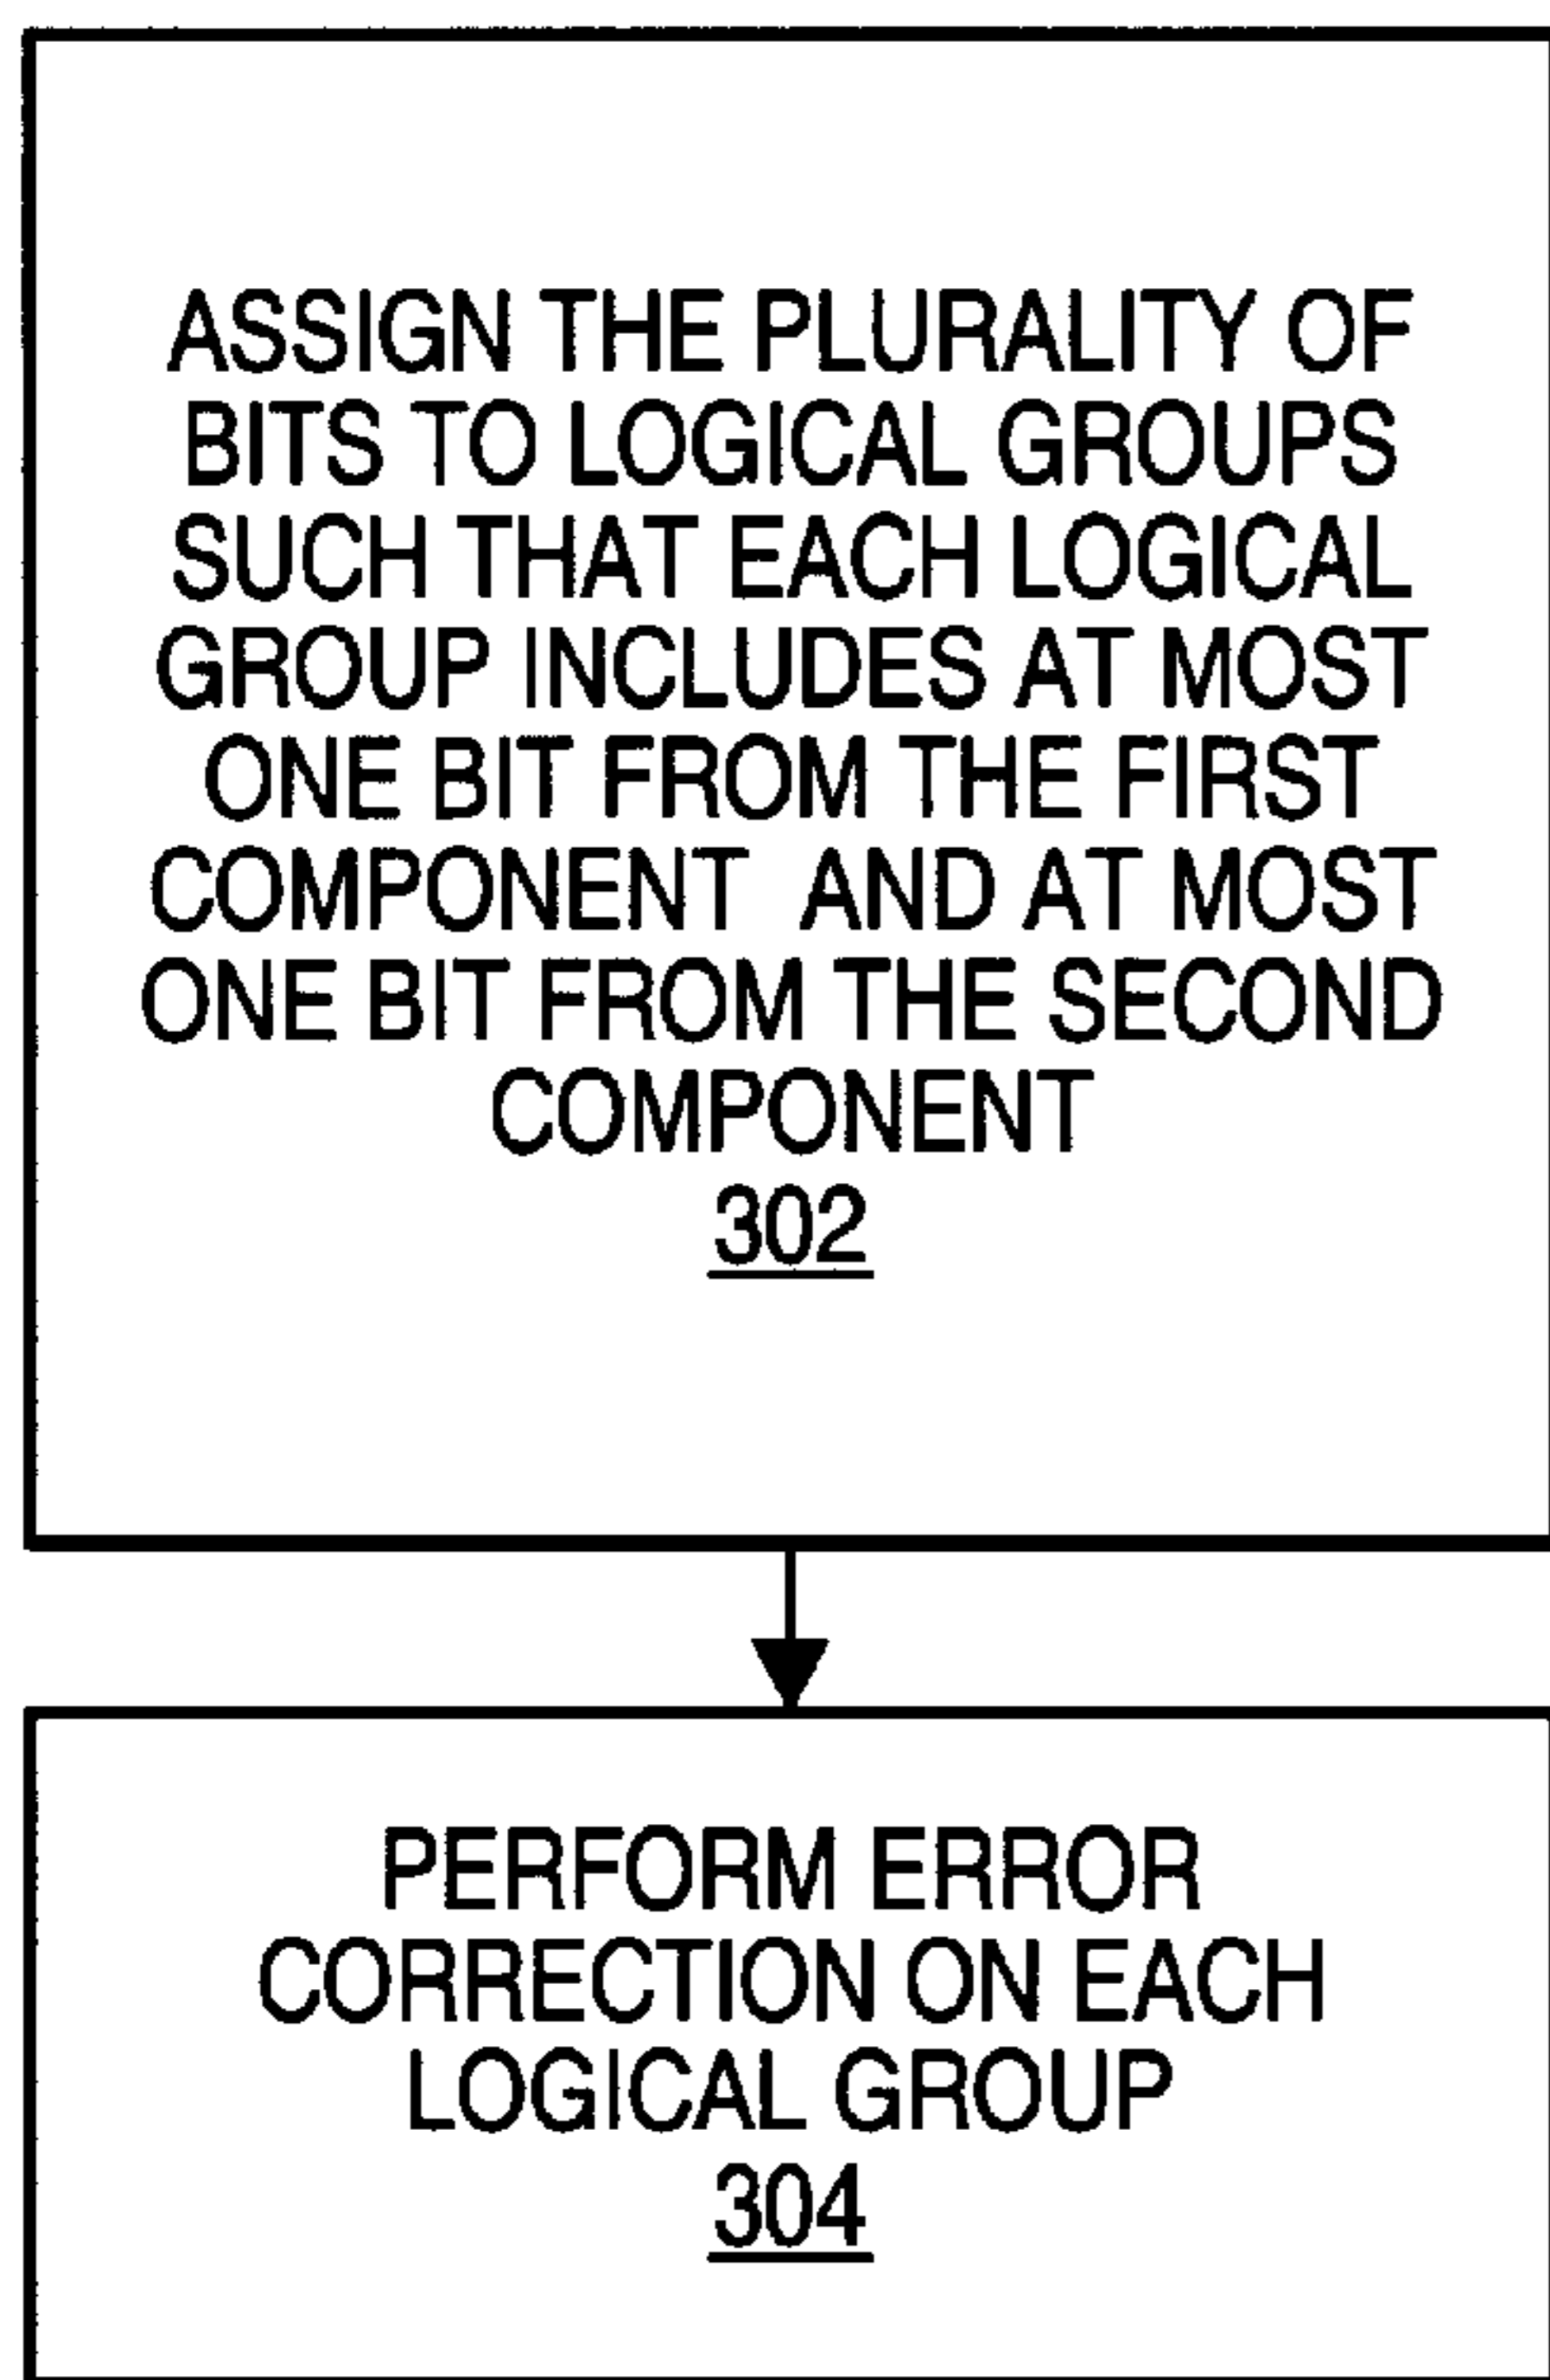 ASSIGN THE PLURALITY OF
BITS TO LOGICAL GROUPS
SUCH THAT EACH LOGICAL
GROUP INCLUDES AT MOST
ONE BIT FROM THE FIRST
COMPONENT AND AT MOST
ONE BIT FROM THE SECOND
COMPONENT
302
PERFORM ERROR
CORRECTION ON EACH
LOGICAL GROUP
304